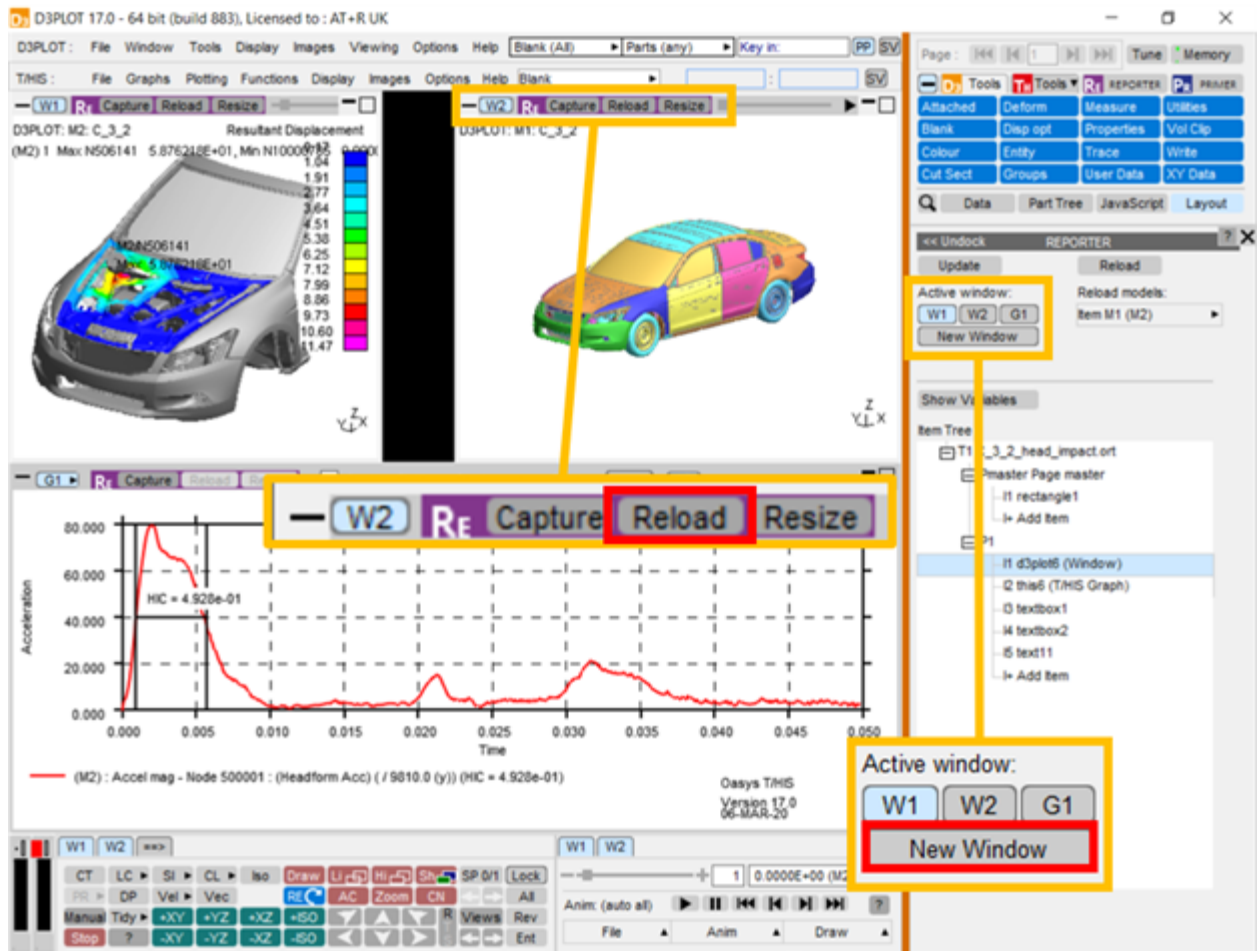 D3PLOT 17.0 - 64 bit (build 883), Licensed to : AT+R UK
D3PLOT : File Window Tools Display Images Viewing Options Help Blank (All) Parts (any) Key in: PP SV
T/HIS : File Graphs Plotting Functions Display Images Options Help Blank : SV
Page : 1 Tune Memory
D3 Tools TH Tools RE REPORTER PR PRIMER
Attached Deform Measure Utilities
Blank Disp opt Properties Vol Clip
Colour Entity Trace Write
Cut Sect Groups User Data XY Data
Data Part Tree JavaScript Layout
W1 RE Capture Reload Resize
D3PLOT: M2: C_3_2 Resultant Displacement
(M2) 1 Max N506141 5.876218E+01, Min
1.04
1.91
2.77
3.64
4.51
5.38
6.25
7.12
7.99
8.86
9.73
10.60
11.47
M2:N506141
Max 5.876218E+01
Z
Y X
W2 RE Capture Reload Resize
D3PLOT: M1: C_3_2
Z
Y X
<< Undock REPORTER ? X
Update Reload
Active window: Reload models:
W1 W2 G1 Item M1 (M2)
New Window
Show Variables
Item Tree
T1 C_3_2_head_impact.ort
Pmaster Page master
I1 rectangle1
I+ Add Item
P1
I1 d3plot6 (Window)
I2 this6 (T/HIS Graph)
I3 textbox1
I4 textbox2
I5 text11
I+ Add Item
G1 RE Capture Reload
W2 RE Capture Reload Resize
80.000
60.000
40.000
20.000
0.000
Acceleration
HIC = 4.928e-01
0.000 0.005 0.010 0.015 0.020 0.025 0.030 0.035 0.040 0.045 0.050
Time
(M2) : Accel mag - Node 500001 : (Headform Acc) ( / 9810.0 (y)) (HIC = 4.928e-01)
Oasys T/HIS
Version 17.0
06-MAR-20
Active window:
W1 W2 G1
New Window
W1 W2 ==>
CT LC SI CL Iso Draw Li Hi Sh SP 0/1 Lock
PR DP Vel Vec RE AC Zoom CN All
Manual Tidy +XY +YZ +XZ +ISO R Views Rev
Stop ? -XY -YZ -XZ -ISO Ent
W1 W2
1 0.0000E+00 (M2
Anim: (auto all) ?
File Anim Draw